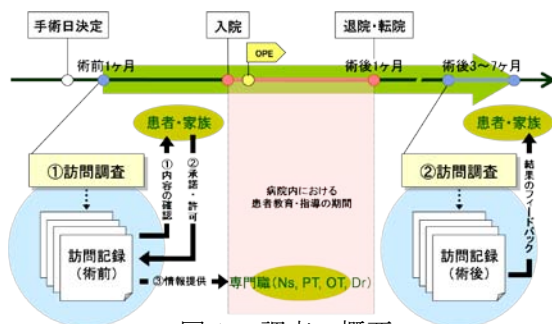 手術日決定
入院
OPE
退院・転院
術前1ヶ月
術後1ヶ月
術後3～7ヶ月
患者・家族
患者・家族
①訪問調査
②訪問調査
①内容の確認
②承諾・許可
病院内における
患者教育・指導の期間
結果のフィードバック
訪問記録
(術前)
訪問記録
(術後)
③情報提供
専門職(Ns, PT, OT, Dr)